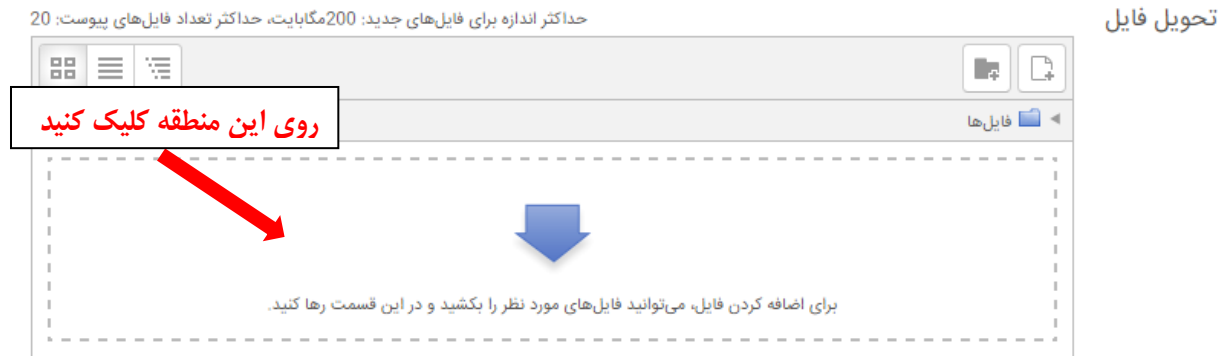 تحویل فایل
حداکثر اندازه برای فایل‌های جدید: 200مگابایت، حداکثر تعداد فایل‌های پیوست: 20
فایل‌ها
روی این منطقه کلیک کنید
برای اضافه کردن فایل، می‌توانید فایل‌های مورد نظر را بکشید و در این قسمت رها کنید.